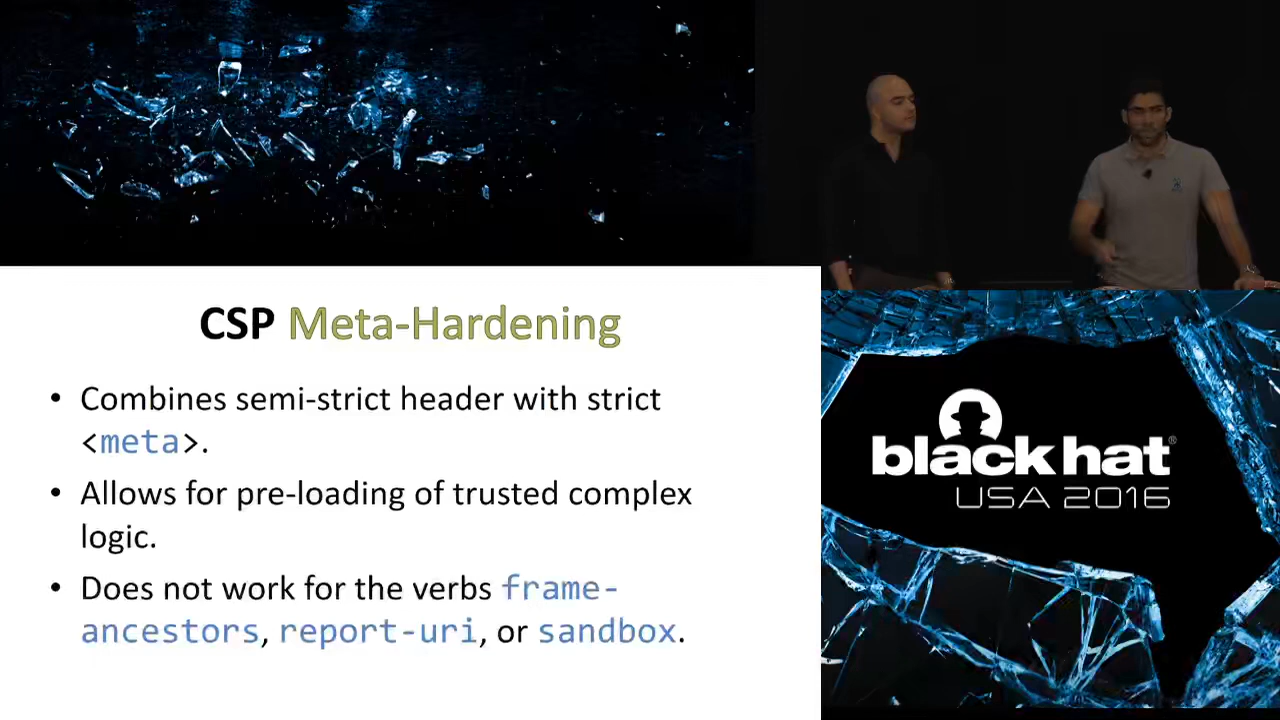 CSP Meta-Hardening
• Combines semi-strict header with strict
<meta>.
• Allows for pre-loading of trusted complex
logic.
• Does not work for the verbs frame-
ancestors, report-uri, or sandbox.
black hat®
USA 2016